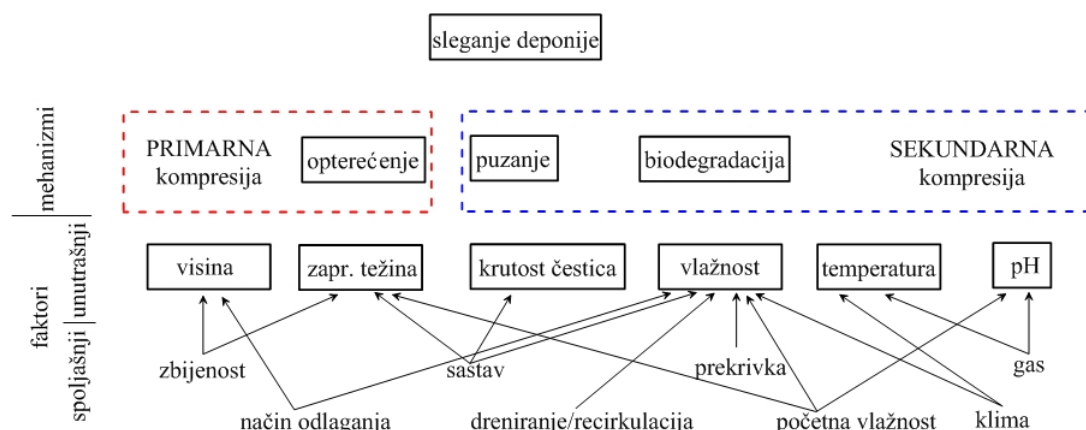 sleganje deponije
mehanizmi
PRIMARNA
kompresija
opterećenje
puzanje
biodegradacija
SEKUNDARNA
kompresija
faktori
unutrašnji
visina
zapr. težina
krutost čestica
vlažnost
temperatura
pH
spoljašnji
zbijenost
sastav
prekrivka
gas
način odlaganja
dreniranje/recirkulacija
početna vlažnost
klima